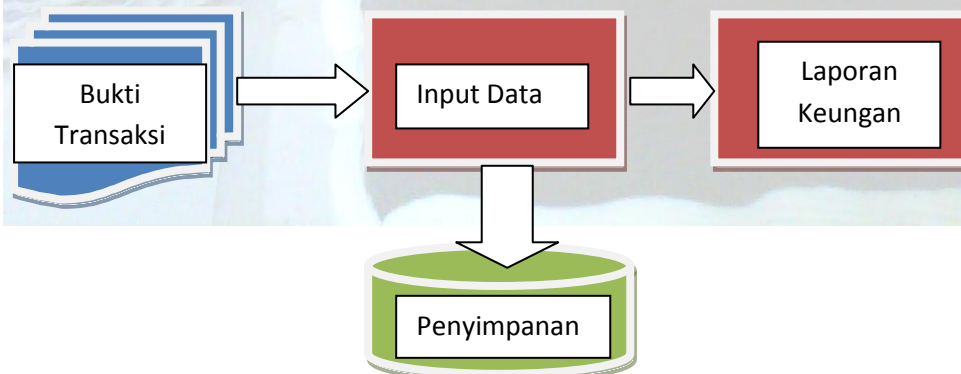 Bukti
Transaksi
Input Data
Laporan
Keungan
Penyimpanan